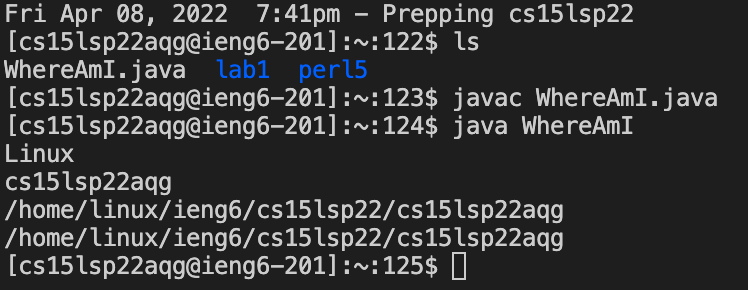 Fri Apr 08, 2022  7:41pm - Prepping cs15lsp22
[cs15lsp22aqg@ieng6-201]:~:122$ ls
WhereAmI.java  lab1  perl5
[cs15lsp22aqg@ieng6-201]:~:123$ javac WhereAmI.java
[cs15lsp22aqg@ieng6-201]:~:124$ java WhereAmI
Linux
cs15lsp22aqg
/home/linux/ieng6/cs15lsp22/cs15lsp22aqg
/home/linux/ieng6/cs15lsp22/cs15lsp22aqg
[cs15lsp22aqg@ieng6-201]:~:125$